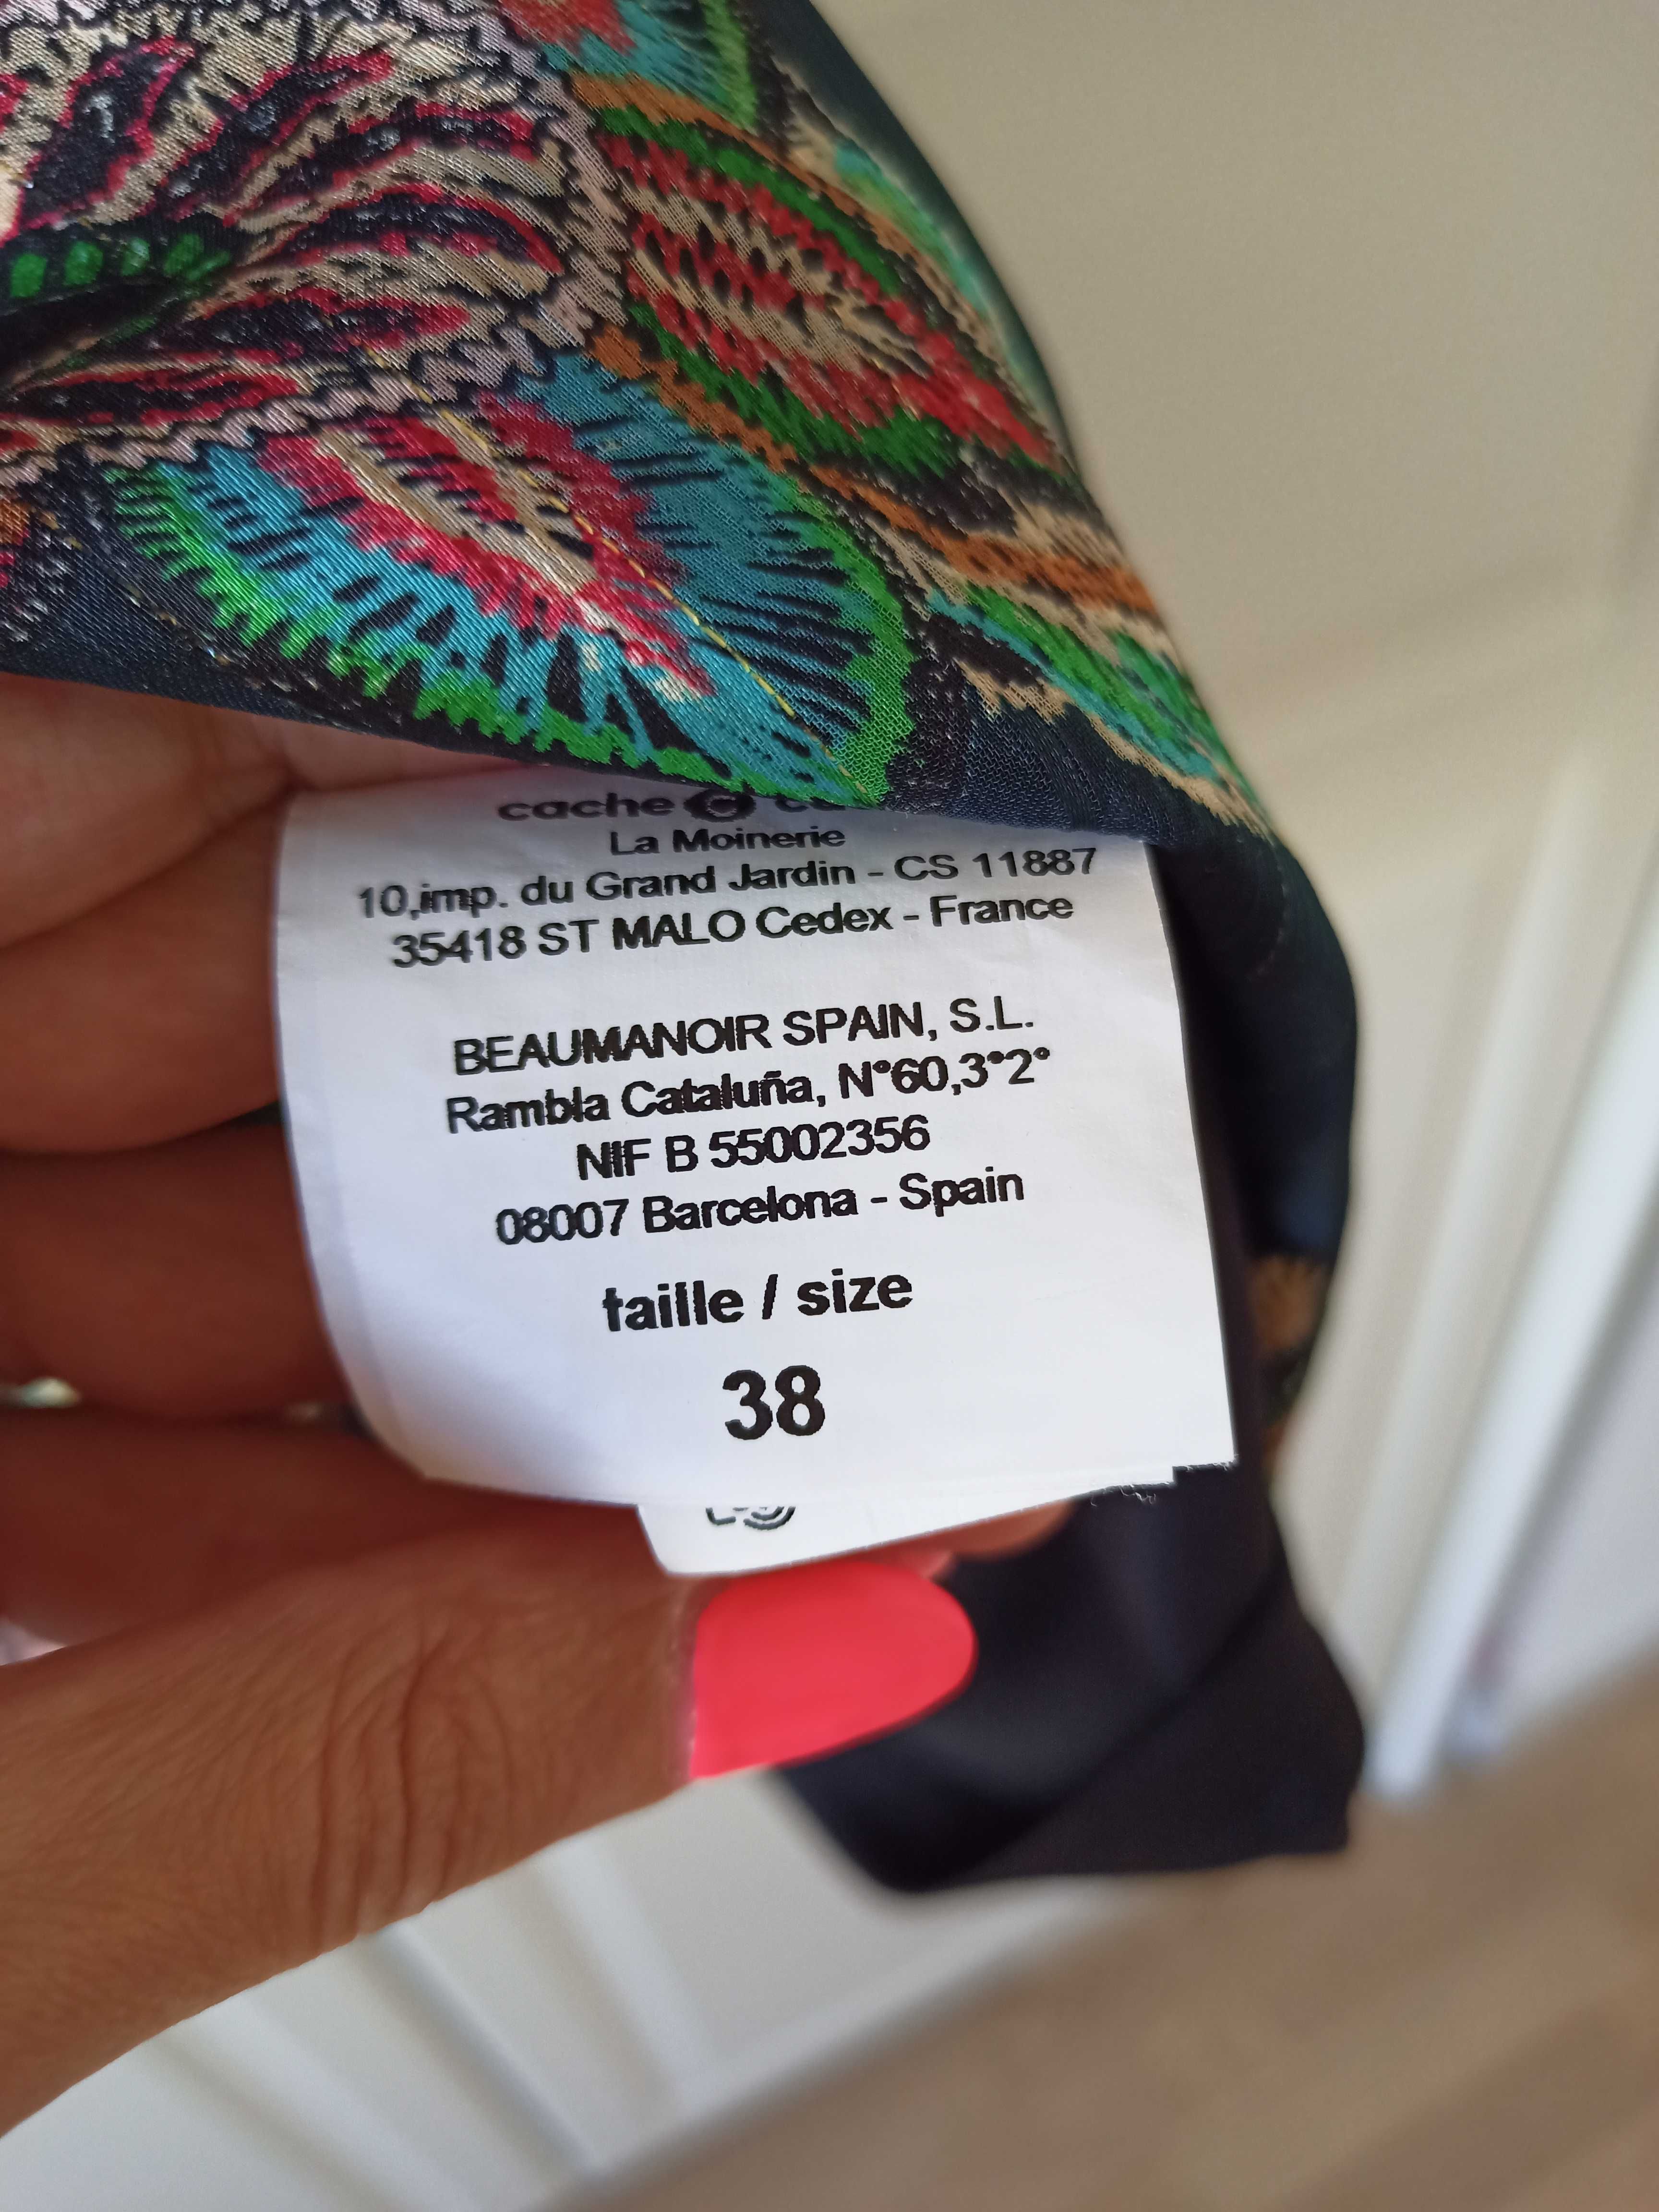 cache
La Moinerie
10,imp. du Grand Jardin - CS 11887
35418 ST MALO Cedex - France
BEAUMANOIR SPAIN, S.L.
Rambla Cataluña, N°60,3°2°
NIF B 55002356
08007 Barcelona - Spain
taille / size
38